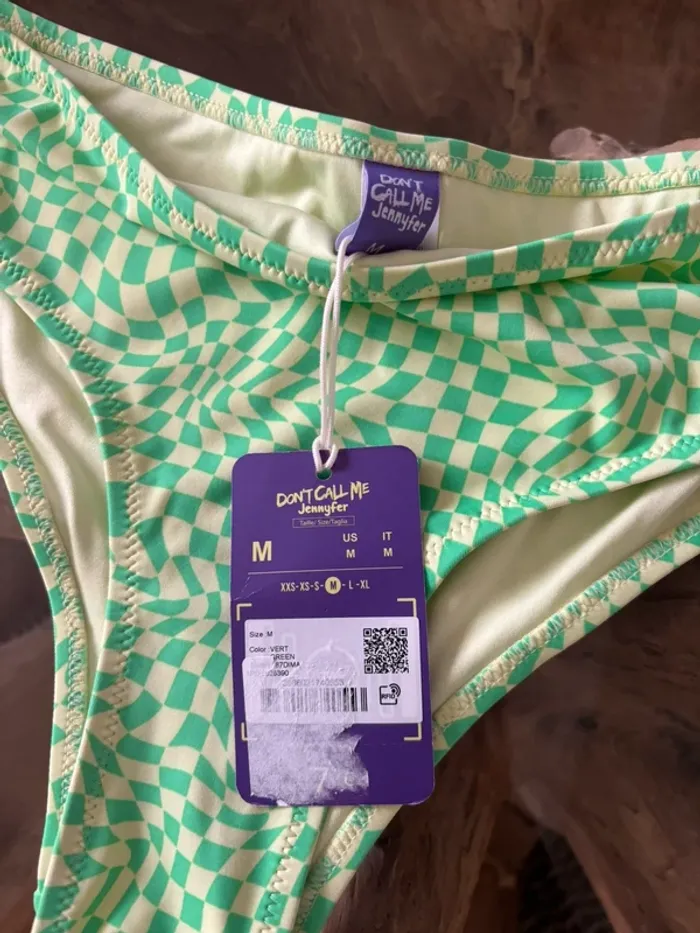 DON'T
CALL ME
Jennyfer
M
DON'T CALL ME
Jennyfer
Taille/ Size/Taglia
M
US
M
IT
M
XXS-XS-S-M-L-XL
Size :M
Color :VERT
GREEN
RFID